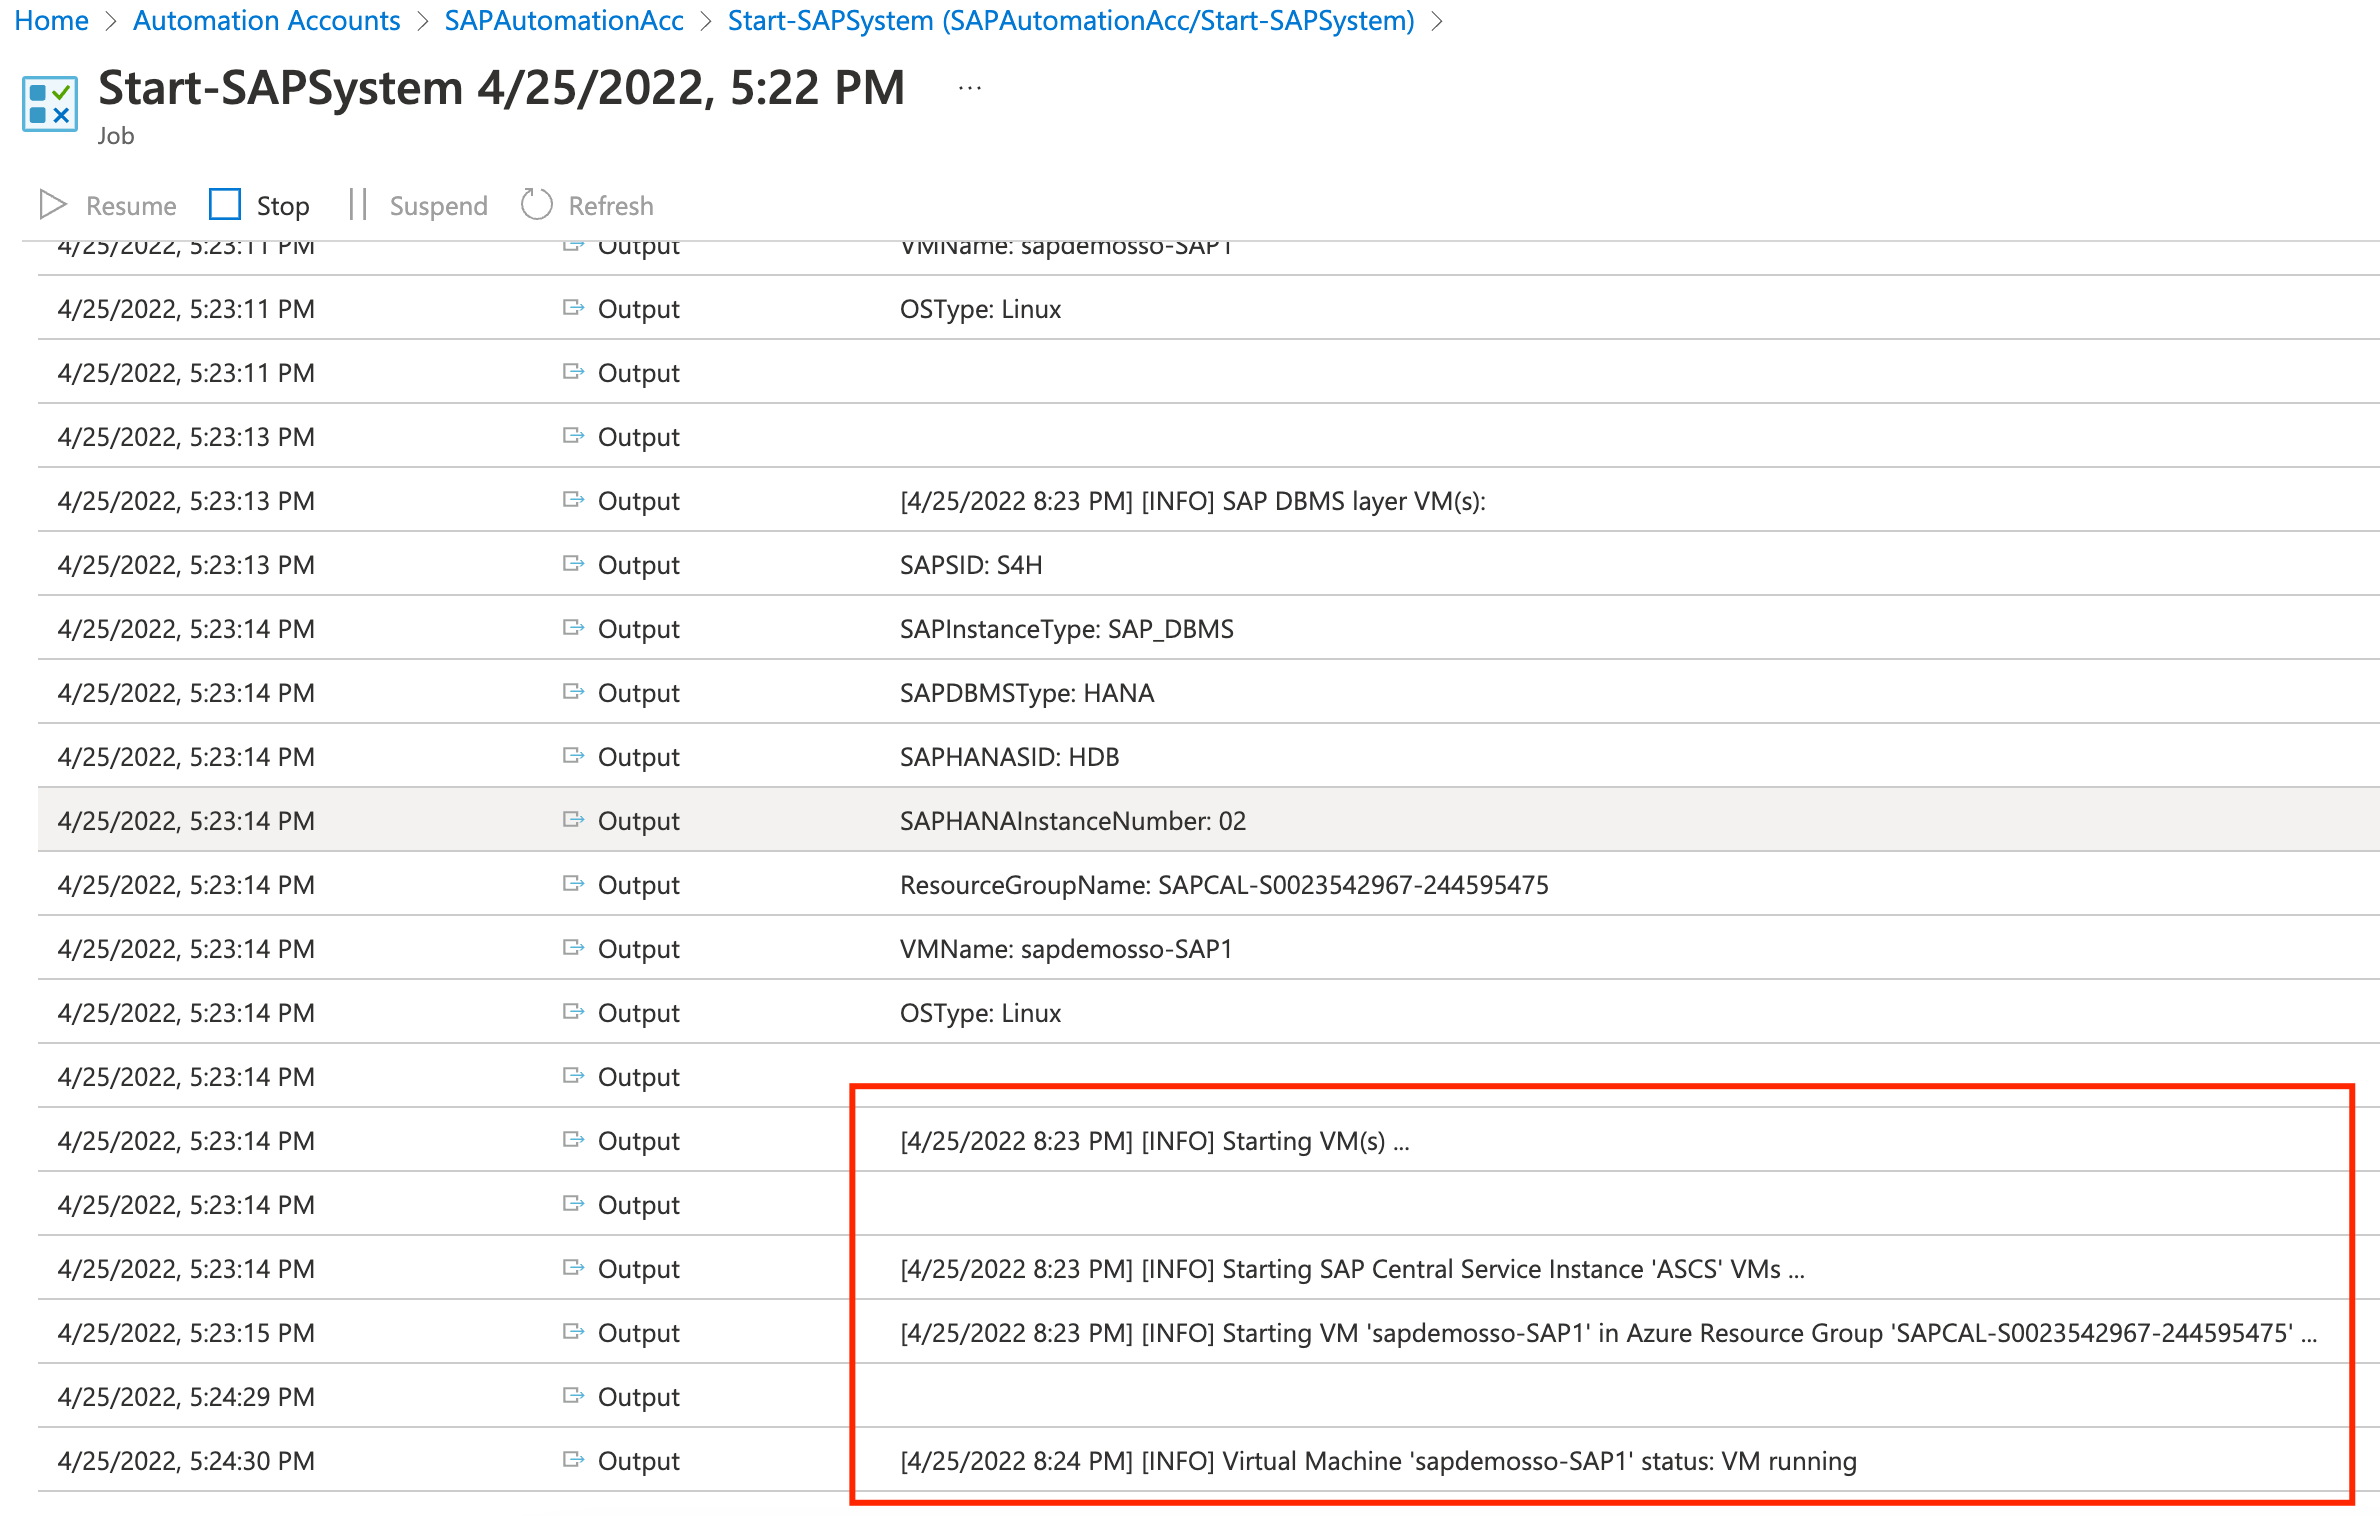 Home > Automation Accounts > SAPAutomationAcc > Start-SAPSystem (SAPAutomationAcc/Start-SAPSystem) >
Start-SAPSystem 4/25/2022, 5:22 PM ...
Job
Resume Stop Suspend Refresh
4/25/2022, 5:23:11 PM Output VMName: sapdemosso-SAP1
4/25/2022, 5:23:11 PM Output OSType: Linux
4/25/2022, 5:23:11 PM Output
4/25/2022, 5:23:13 PM Output
4/25/2022, 5:23:13 PM Output [4/25/2022 8:23 PM] [INFO] SAP DBMS layer VM(s):
4/25/2022, 5:23:13 PM Output SAPSID: S4H
4/25/2022, 5:23:14 PM Output SAPInstanceType: SAP_DBMS
4/25/2022, 5:23:14 PM Output SAPDBMSType: HANA
4/25/2022, 5:23:14 PM Output SAPHANASID: HDB
4/25/2022, 5:23:14 PM Output SAPHANAInstanceNumber: 02
4/25/2022, 5:23:14 PM Output ResourceGroupName: SAPCAL-S0023542967-244595475
4/25/2022, 5:23:14 PM Output VMName: sapdemosso-SAP1
4/25/2022, 5:23:14 PM Output OSType: Linux
4/25/2022, 5:23:14 PM Output
4/25/2022, 5:23:14 PM Output [4/25/2022 8:23 PM] [INFO] Starting VM(s) ...
4/25/2022, 5:23:14 PM Output
4/25/2022, 5:23:14 PM Output [4/25/2022 8:23 PM] [INFO] Starting SAP Central Service Instance 'ASCS' VMs ...
4/25/2022, 5:23:15 PM Output [4/25/2022 8:23 PM] [INFO] Starting VM 'sapdemosso-SAP1' in Azure Resource Group 'SAPCAL-S0023542967-244595475' ...
4/25/2022, 5:24:29 PM Output
4/25/2022, 5:24:30 PM Output [4/25/2022 8:24 PM] [INFO] Virtual Machine 'sapdemosso-SAP1' status: VM running